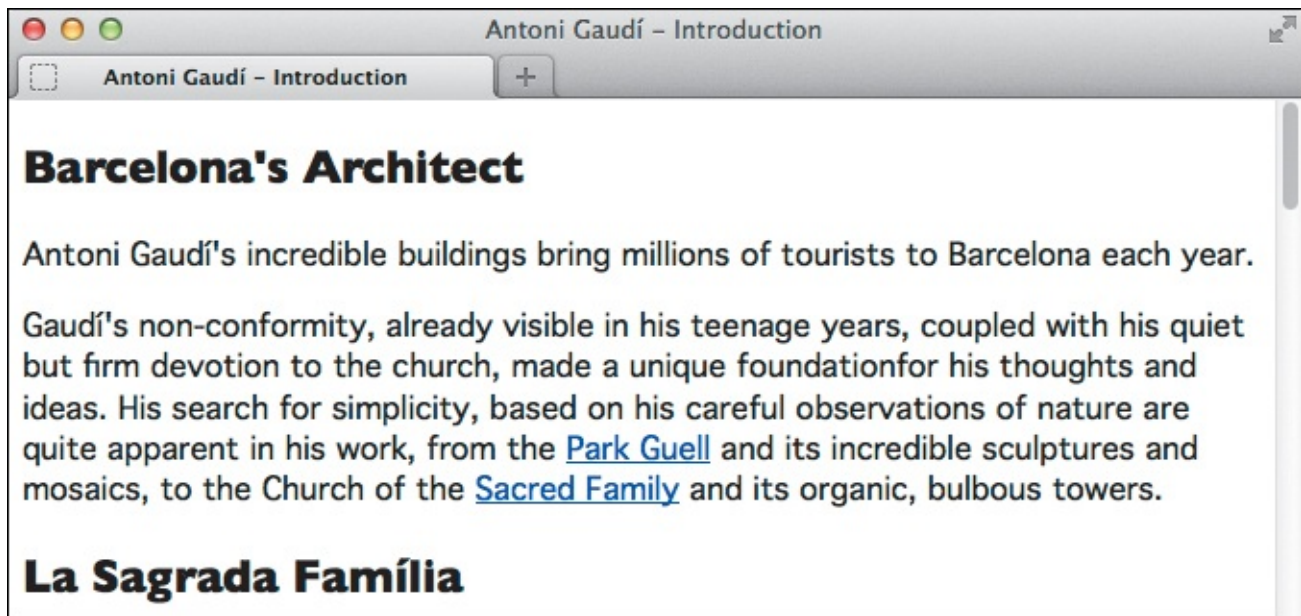 Antoni Gaudí – Introduction
Antoni Gaudí – Introduction
Barcelona's Architect
Antoni Gaudí's incredible buildings bring millions of tourists to Barcelona each year.
Gaudí's non-conformity, already visible in his teenage years, coupled with his quiet
but firm devotion to the church, made a unique foundationfor his thoughts and
ideas. His search for simplicity, based on his careful observations of nature are
quite apparent in his work, from the Park Guell and its incredible sculptures and
mosaics, to the Church of the Sacred Family and its organic, bulbous towers.
La Sagrada Família